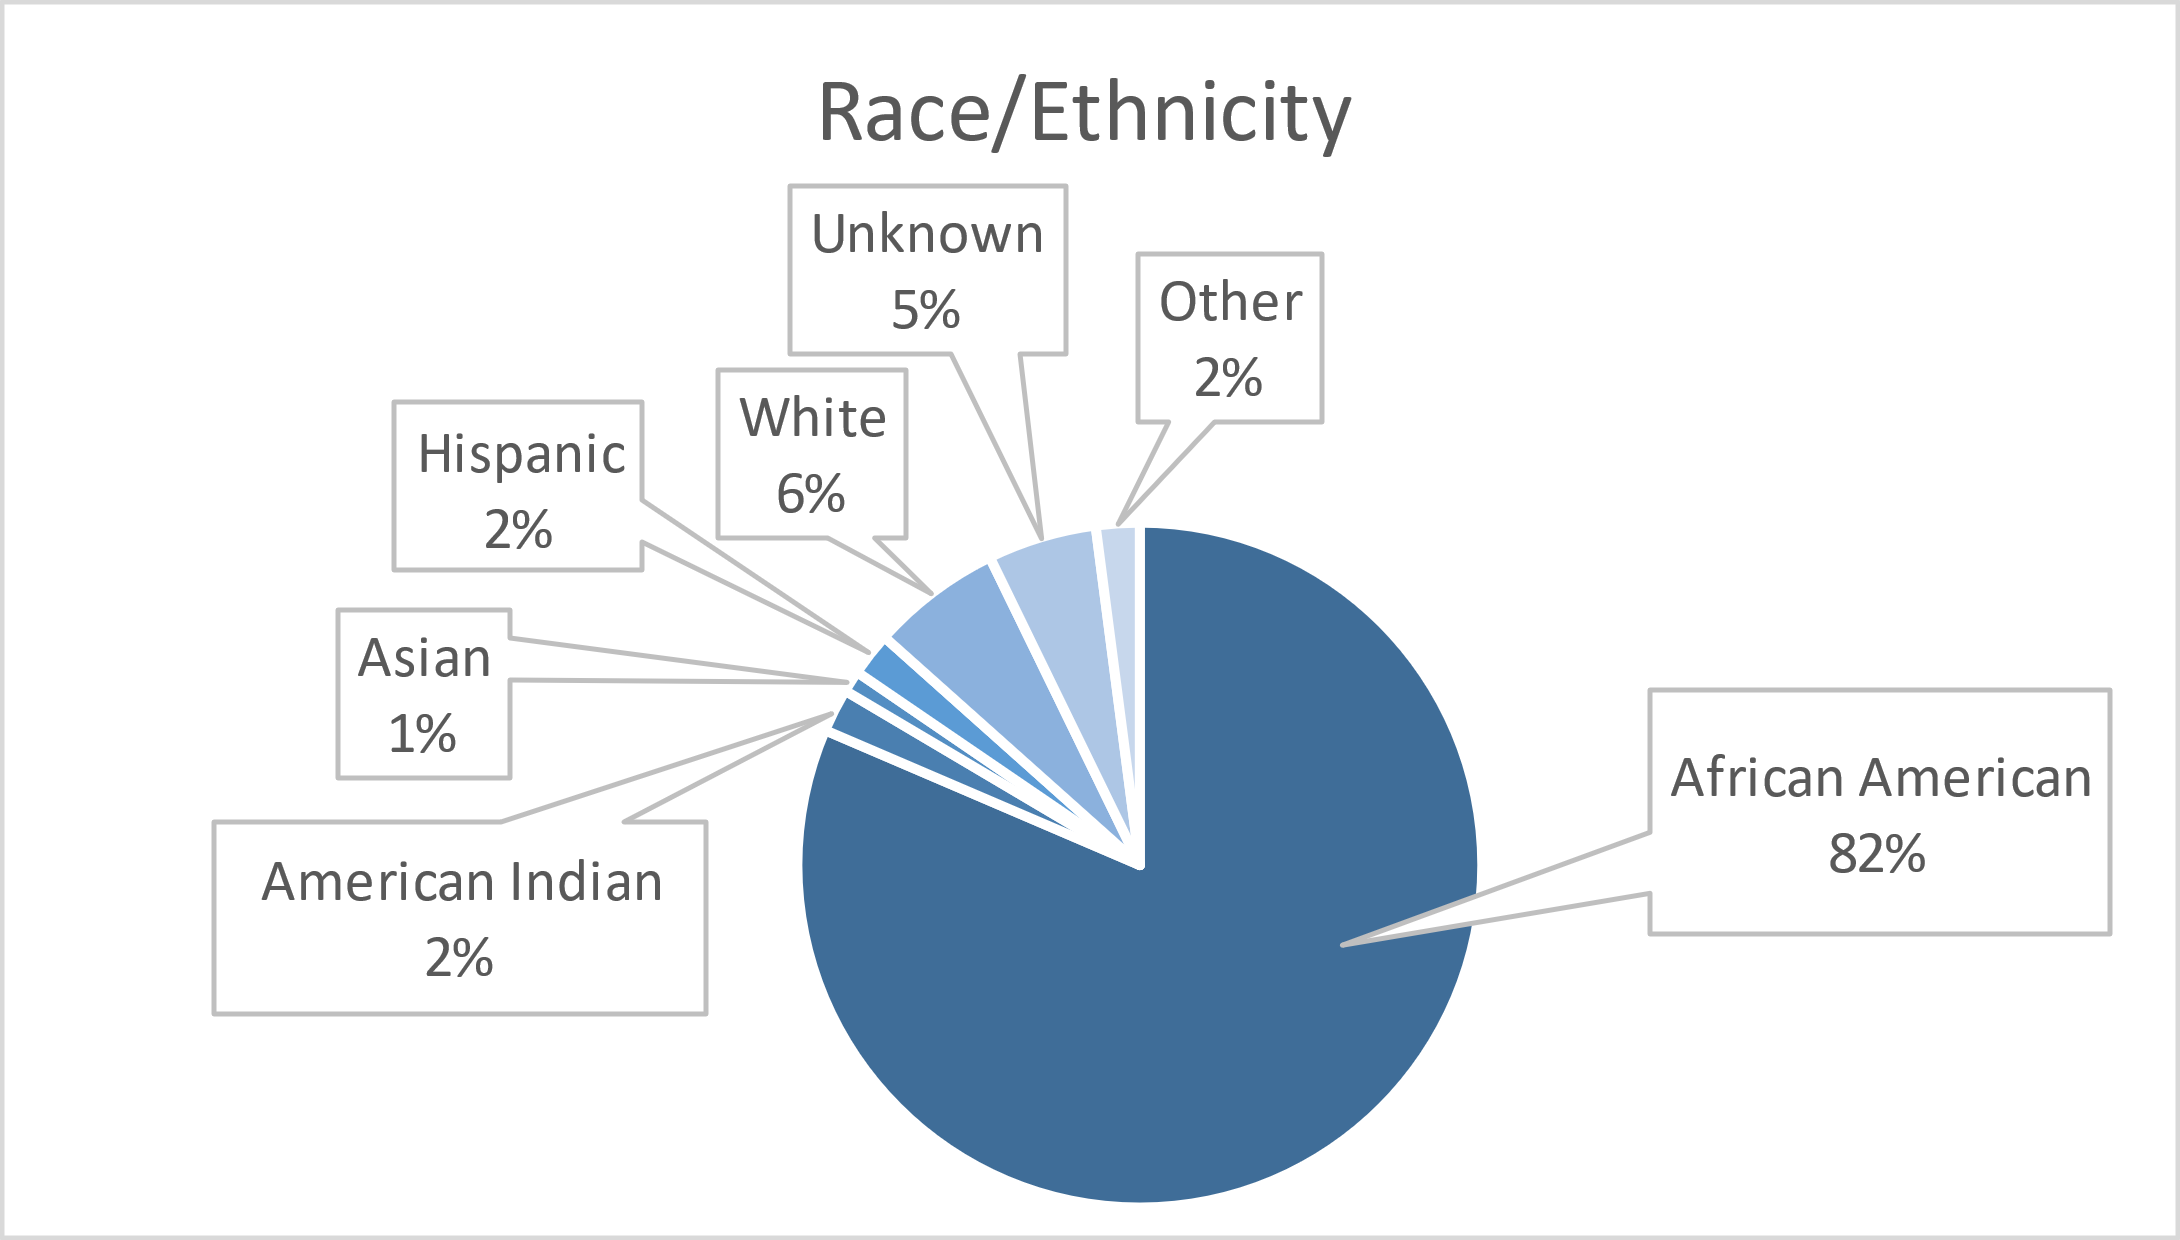 Race/Ethnicity
Unknown
5%
Other
2%
White
6%
Hispanic
2%
Asian
1%
African American
82%
American Indian
2%